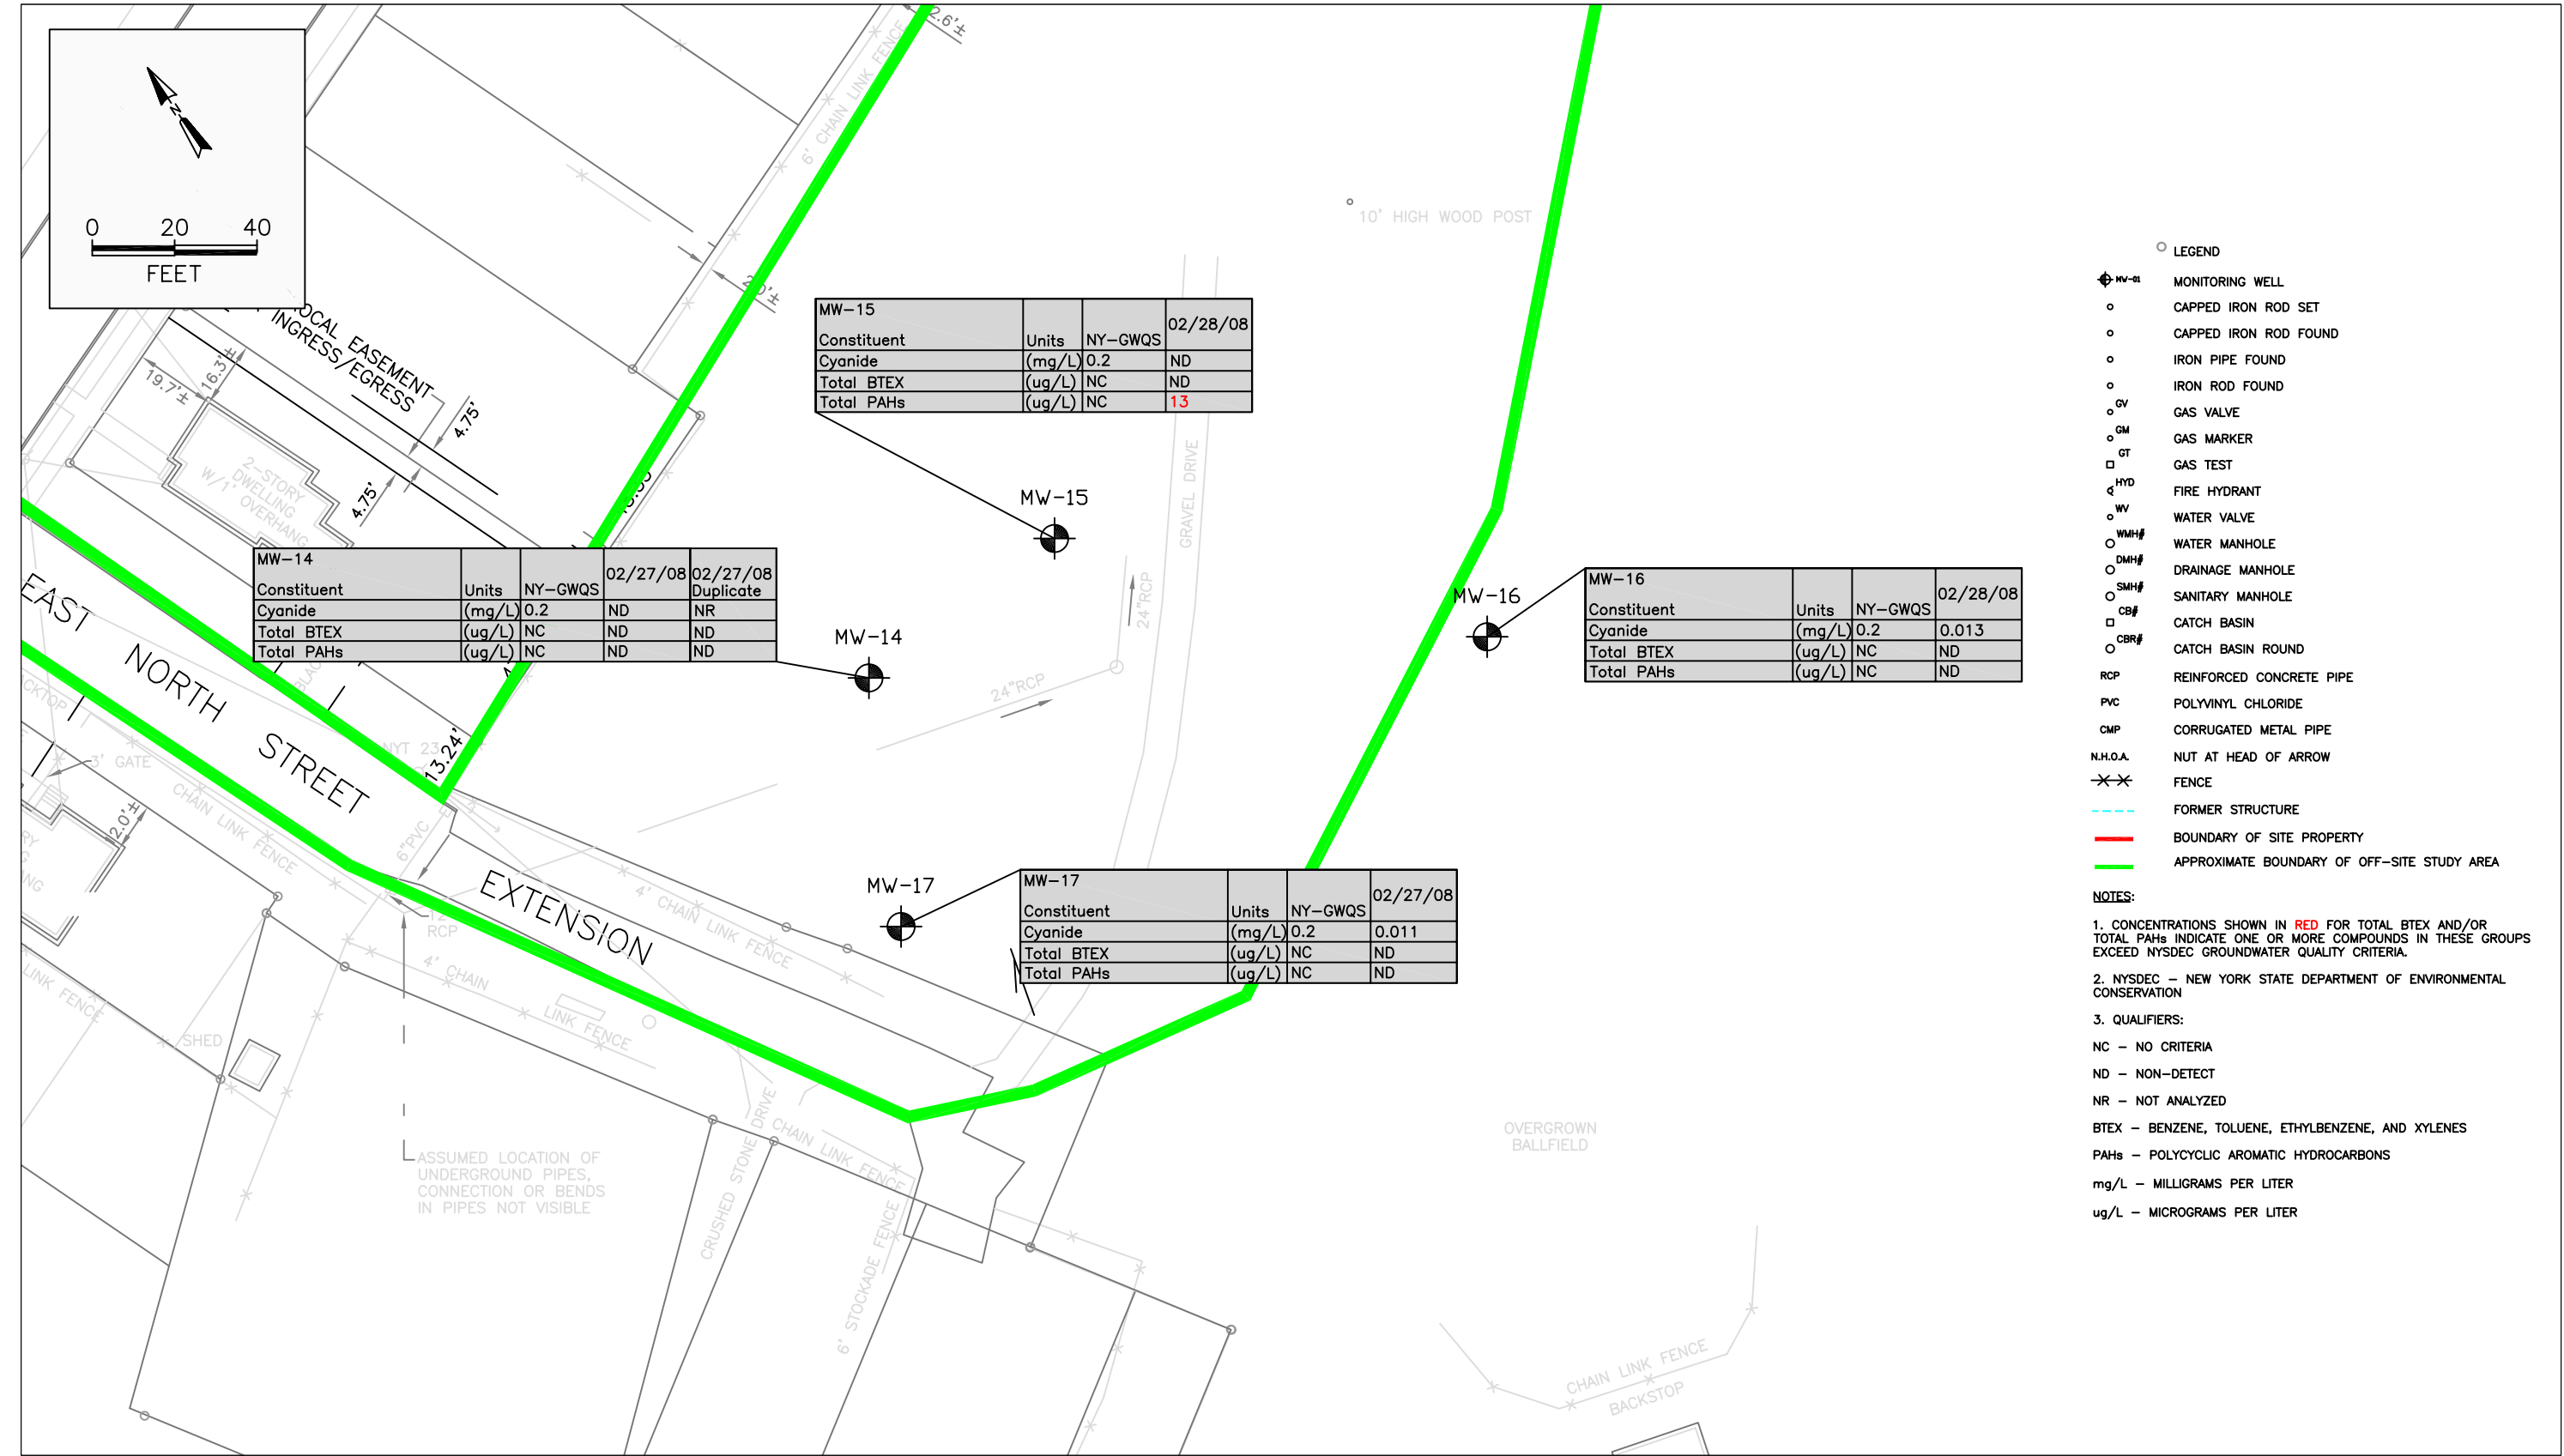 N
0 20 40
FEET
2.6'±
6' CHAIN LINK FENCE
10' HIGH WOOD POST
2.0'±
EASEMENT
INGRESS/EGRESS
19.7'±
16.3'±
4.75'
4.75'
2-STORY
DWELLING
W/1' OVERHANG
MW-15
Constituent Units NY-GWQS 02/28/08
Cyanide (mg/L) 0.2 ND
Total BTEX (ug/L) NC ND
Total PAHs (ug/L) NC 13
MW-15
GRAVEL DRIVE
24"RCP
MW-14
Constituent Units NY-GWQS 02/27/08 02/27/08 Duplicate
Cyanide (mg/L) 0.2 ND NR
Total BTEX (ug/L) NC ND ND
Total PAHs (ug/L) NC ND ND
MW-14
24"RCP
MW-16
MW-16
Constituent Units NY-GWQS 02/28/08
Cyanide (mg/L) 0.2 0.013
Total BTEX (ug/L) NC ND
Total PAHs (ug/L) NC ND
EAST NORTH STREET EXTENSION
3' GATE
NYT 23
13.24'
CHAIN LINK FENCE
2.0'±
6"PVC
12"
RCP
4' CHAIN LINK FENCE
MW-17
MW-17
Constituent Units NY-GWQS 02/27/08
Cyanide (mg/L) 0.2 0.011
Total BTEX (ug/L) NC ND
Total PAHs (ug/L) NC ND
4' CHAIN LINK FENCE
LINK FENCE
SHED
ASSUMED LOCATION OF
UNDERGROUND PIPES,
CONNECTION OR BENDS
IN PIPES NOT VISIBLE
CRUSHED STONE DRIVE
CHAIN LINK FENCE
6' STOCKADE FENCE
OVERGROWN
BALLFIELD
CHAIN LINK FENCE
BACKSTOP
LEGEND
MW-01 MONITORING WELL
CAPPED IRON ROD SET
CAPPED IRON ROD FOUND
IRON PIPE FOUND
IRON ROD FOUND
GV GAS VALVE
GM GAS MARKER
GT GAS TEST
HYD FIRE HYDRANT
WV WATER VALVE
WMH# WATER MANHOLE
DMH# DRAINAGE MANHOLE
SMH# SANITARY MANHOLE
CB# CATCH BASIN
CBR# CATCH BASIN ROUND
RCP REINFORCED CONCRETE PIPE
PVC POLYVINYL CHLORIDE
CMP CORRUGATED METAL PIPE
N.H.O.A. NUT AT HEAD OF ARROW
FENCE
FORMER STRUCTURE
BOUNDARY OF SITE PROPERTY
APPROXIMATE BOUNDARY OF OFF-SITE STUDY AREA
NOTES:
1. CONCENTRATIONS SHOWN IN RED FOR TOTAL BTEX AND/OR
TOTAL PAHs INDICATE ONE OR MORE COMPOUNDS IN THESE GROUPS
EXCEED NYSDEC GROUNDWATER QUALITY CRITERIA.
2. NYSDEC - NEW YORK STATE DEPARTMENT OF ENVIRONMENTAL
CONSERVATION
3. QUALIFIERS:
NC - NO CRITERIA
ND - NON-DETECT
NR - NOT ANALYZED
BTEX - BENZENE, TOLUENE, ETHYLBENZENE, AND XYLENES
PAHs - POLYCYCLIC AROMATIC HYDROCARBONS
mg/L - MILLIGRAMS PER LITER
ug/L - MICROGRAMS PER LITER